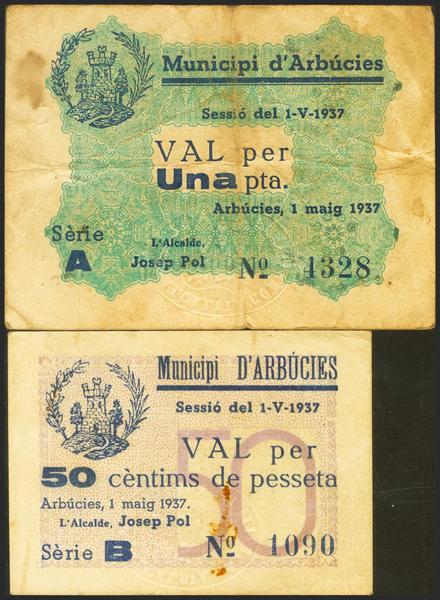 Municipi d'Arbúcies
Sessió del 1-V-1937
VAL per
Una pta.
Arbúcies, 1 maig 1937
Sèrie
A
L'Alcalde,
Josep Pol
Nº 4328
Municipi D'ARBÚCIES
Sessió del 1-V-1937
50
VAL per
50 cèntims de pesseta
Arbúcies, 1 maig 1937.
L'Alcalde, Josep Pol
Sèrie B Nº 1090